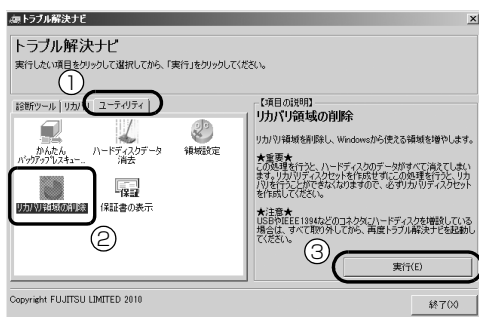 トラブル解決ナビ
トラブル解決ナビ
実行したい項目をクリックして選択してから、「実行」をクリックしてください。
①
診断ツール リカバリ ユーティリティ
かんたん
バックアップレスキュー...
ハードディスクデータ
消去
領域設定
リカバリ領域の削除
保証書の表示
②
【項目の説明】
リカバリ領域の削除
リカバリ領域を削除し、Windowsから使える領域を増やします。
★重要★
この処理を行うと、ハードディスクのデータがすべて消えてしまい
ます。リカバリディスクセットを作成せずにこの処理を行うと、リカ
バリを行うことができなくなりますので、必ずリカバリディスクセット
を作成してください。
★注意★
USBやIEEE1394などのコネクタにハードディスクを増設している
場合は、すべて取り外してから、再度トラブル解決ナビを起動し
てください。
③
実行(E)
Copyright FUJITSU LIMITED 2010
終了(X)